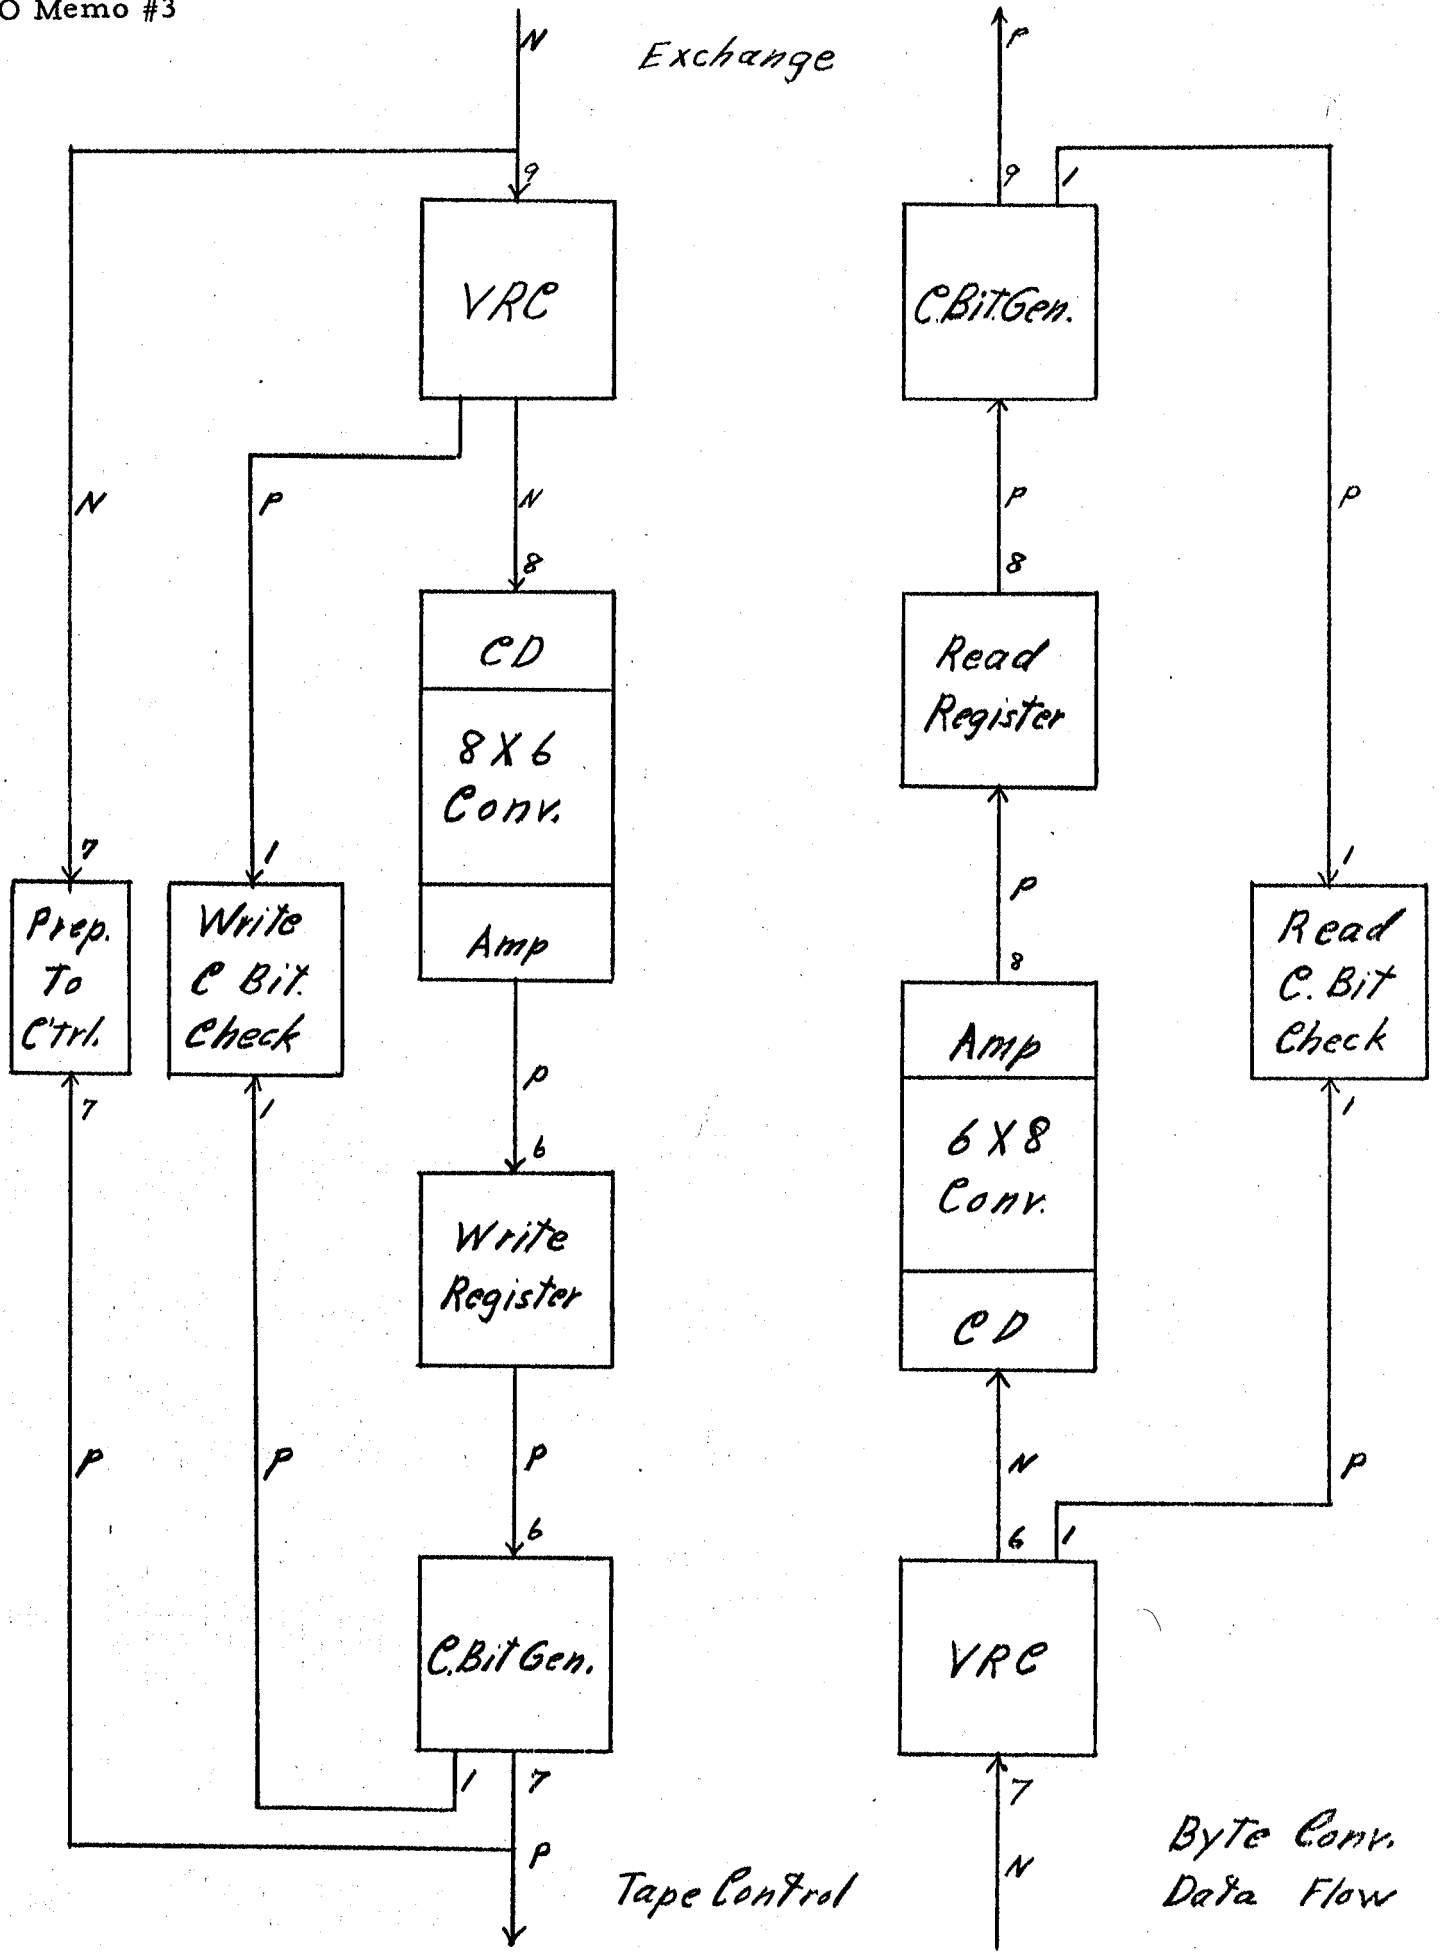 O Memo #3
N
Exchange
P
9
9
1
VRC
C.Bit.Gen.
N
P
N
P
P
8
8
CD
8 X 6
Conv.
Amp
Read
Register
7
1
P
1
Prep.
To
C'Trl.
Write
C Bit.
Check
8
Read
C. Bit
Check
7
1
P
6
Amp
6 X 8
Conv.
CD
1
Write
Register
P
P
P
N
P
6
6
1
C.Bit Gen.
VRC
1
7
7
P
N
Tape Control
Byte Conv.
Data Flow